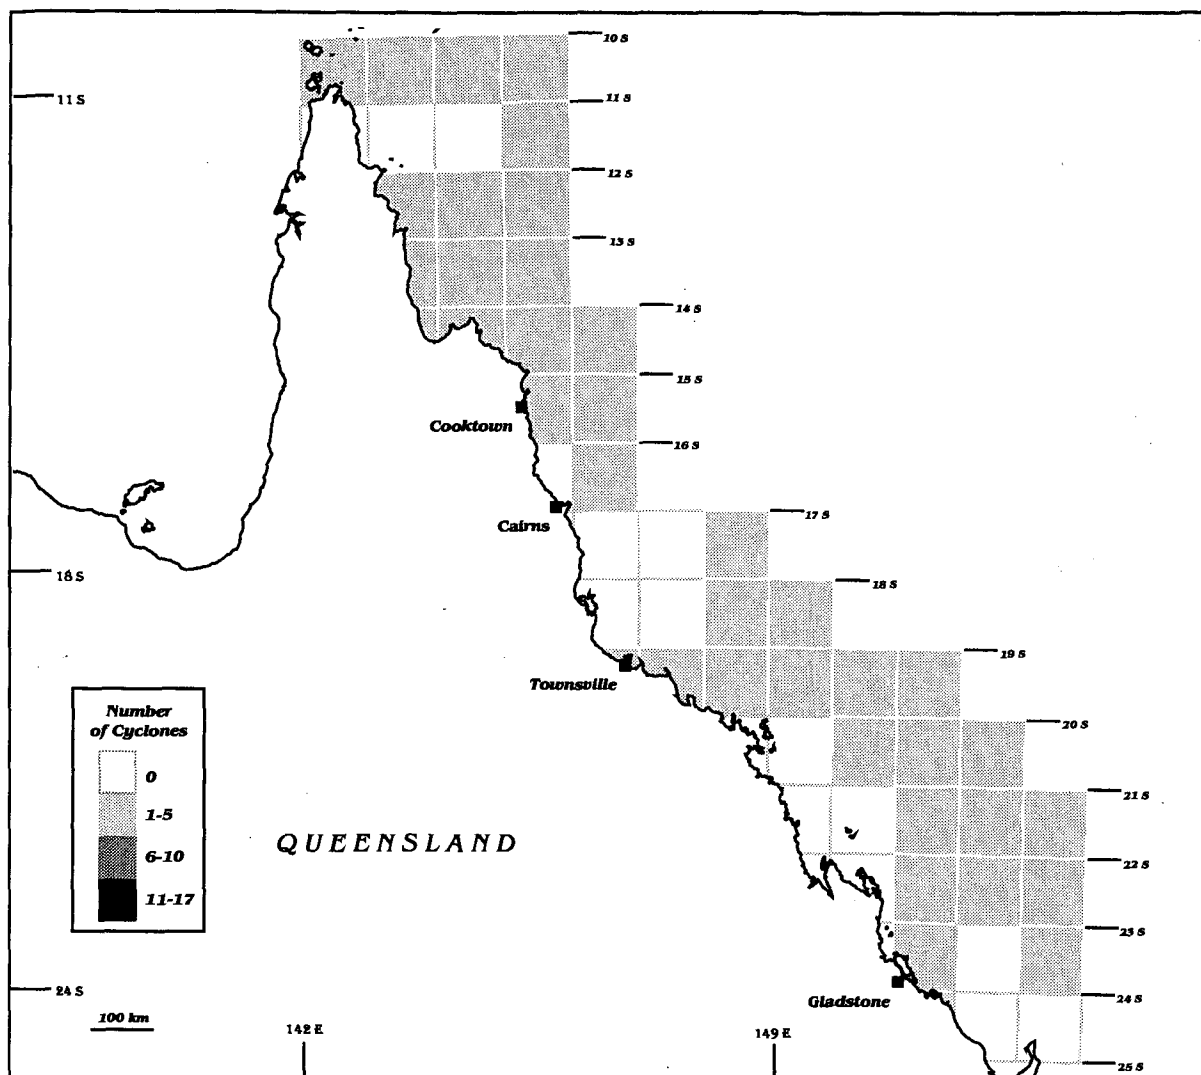 10 S
11 S
11 S
12 S
13 S
14 S
15 S
Cooktown
16 S
17 S
Cairns
18 S
18 S
19 S
Townsville
Number
of Cyclones
0
1-5
6-10
11-17
20 S
21 S
QUEENSLAND
22 S
23 S
24 S
24 S
Gladstone
100 km
142 E
149 E
25 S